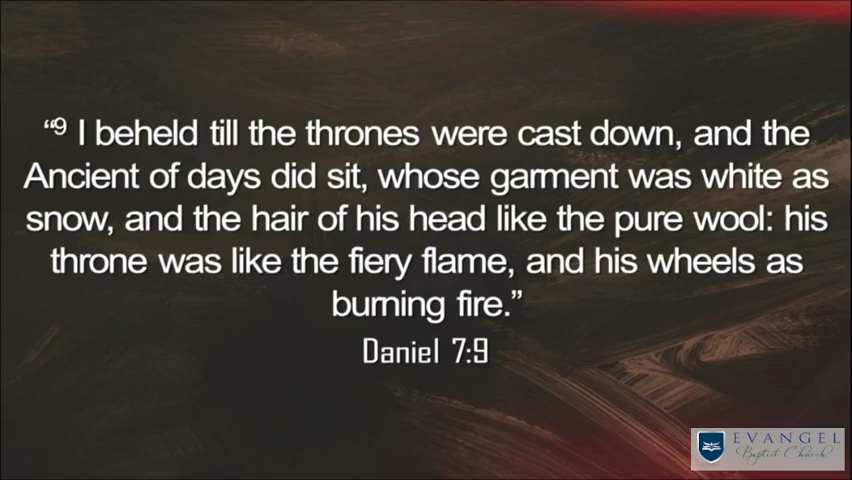 “⁹ I beheld till the thrones were cast down, and the
Ancient of days did sit, whose garment was white as
snow, and the hair of his head like the pure wool: his
throne was like the fiery flame, and his wheels as
burning fire.”
Daniel 7:9
EVANGEL
Baptist Church